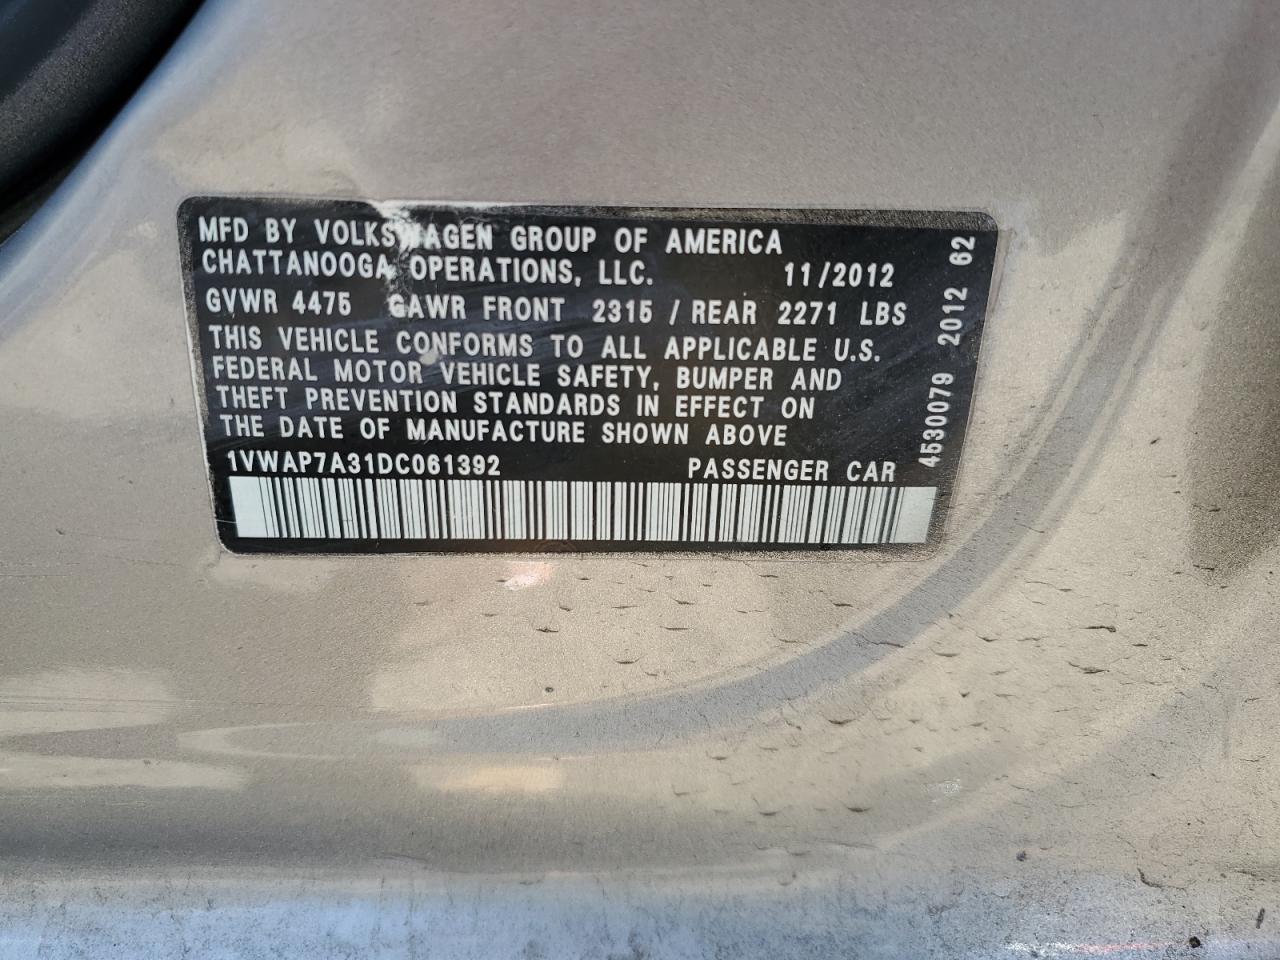 MFD BY VOLKSWAGEN GROUP OF AMERICA
CHATTANOOGA OPERATIONS, LLC. 11/2012
GVWR 4475 GAWR FRONT 2315 / REAR 2271 LBS
THIS VEHICLE CONFORMS TO ALL APPLICABLE U.S.
FEDERAL MOTOR VEHICLE SAFETY, BUMPER AND
THEFT PREVENTION STANDARDS IN EFFECT ON
THE DATE OF MANUFACTURE SHOWN ABOVE
1VWAP7A31DC061392 PASSENGER CAR
4530079 2012 62